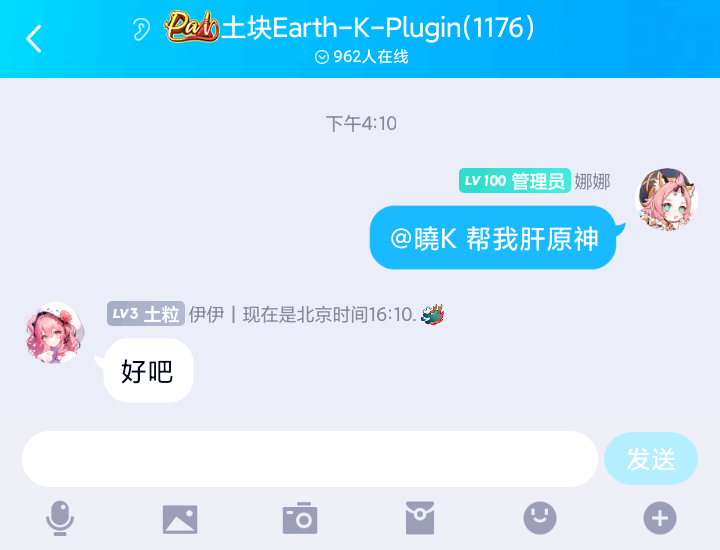 土块Earth-K-Plugin(1176)
962人在线
下午4:10
LV 100 管理员 娜娜
@曉K 帮我肝原神
LV3 土粒 伊伊丨现在是北京时间16:10.
好吧
发送